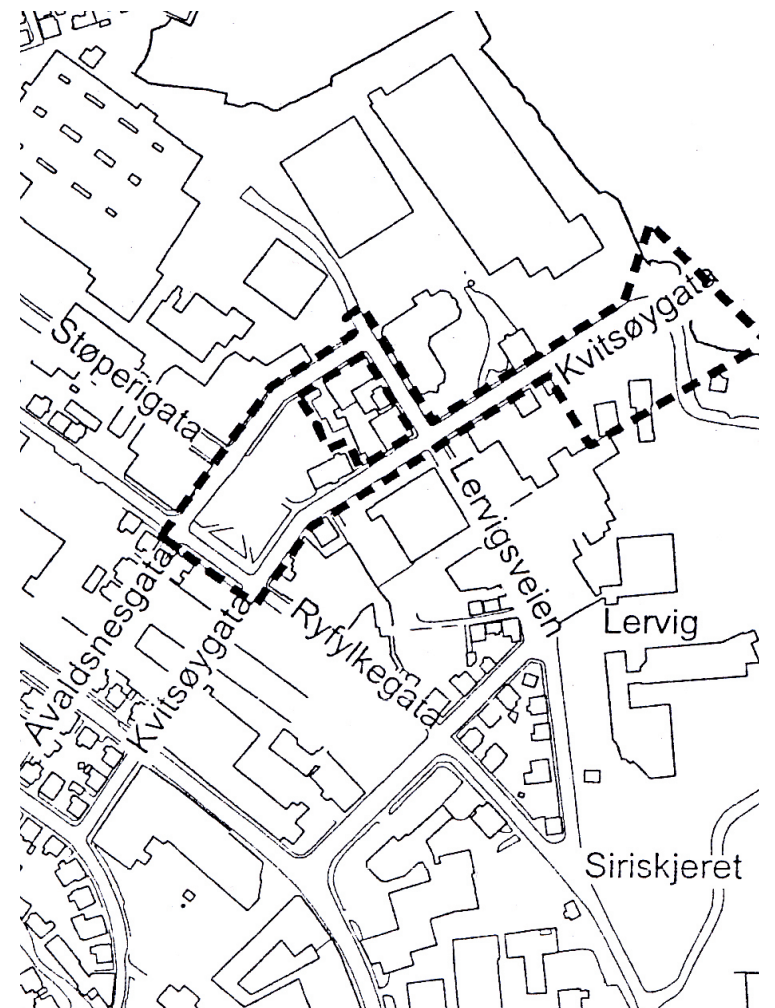 Kvitsøygata
Støperigata
Lervigsveien
Avaldsnesgata
Kvitsøygata
Ryfylkegata
Lervig
Siriskjeret